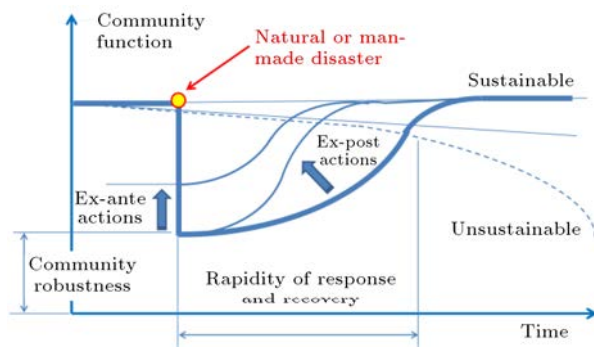 Community
function
Natural or man-
made disaster
Sustainable
Ex-post
actions
Ex-ante
actions
Unsustainable
Community
robustness
Rapidity of response
and recovery
Time